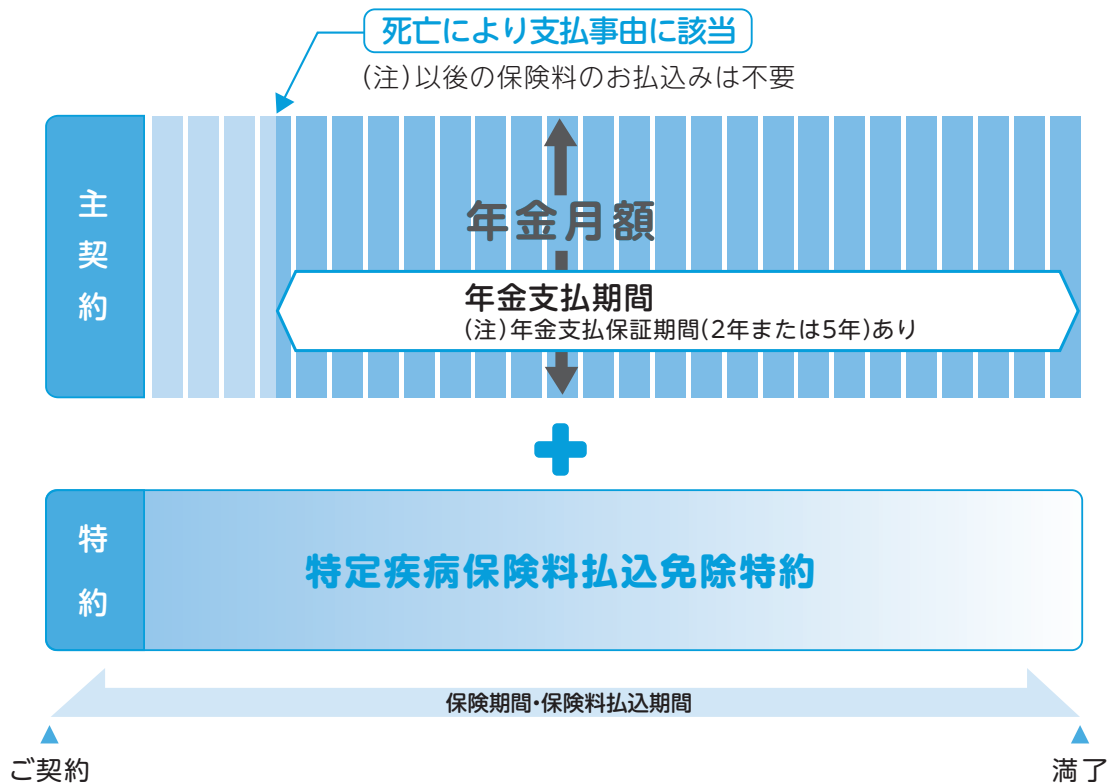 死亡により支払事由に該当
(注)以後の保険料のお払込みは不要
主契約
年金月額
年金支払期間
(注)年金支払保証期間(2年または5年)あり
特約
特定疾病保険料払込免除特約
保険期間・保険料払込期間
ご契約
満了